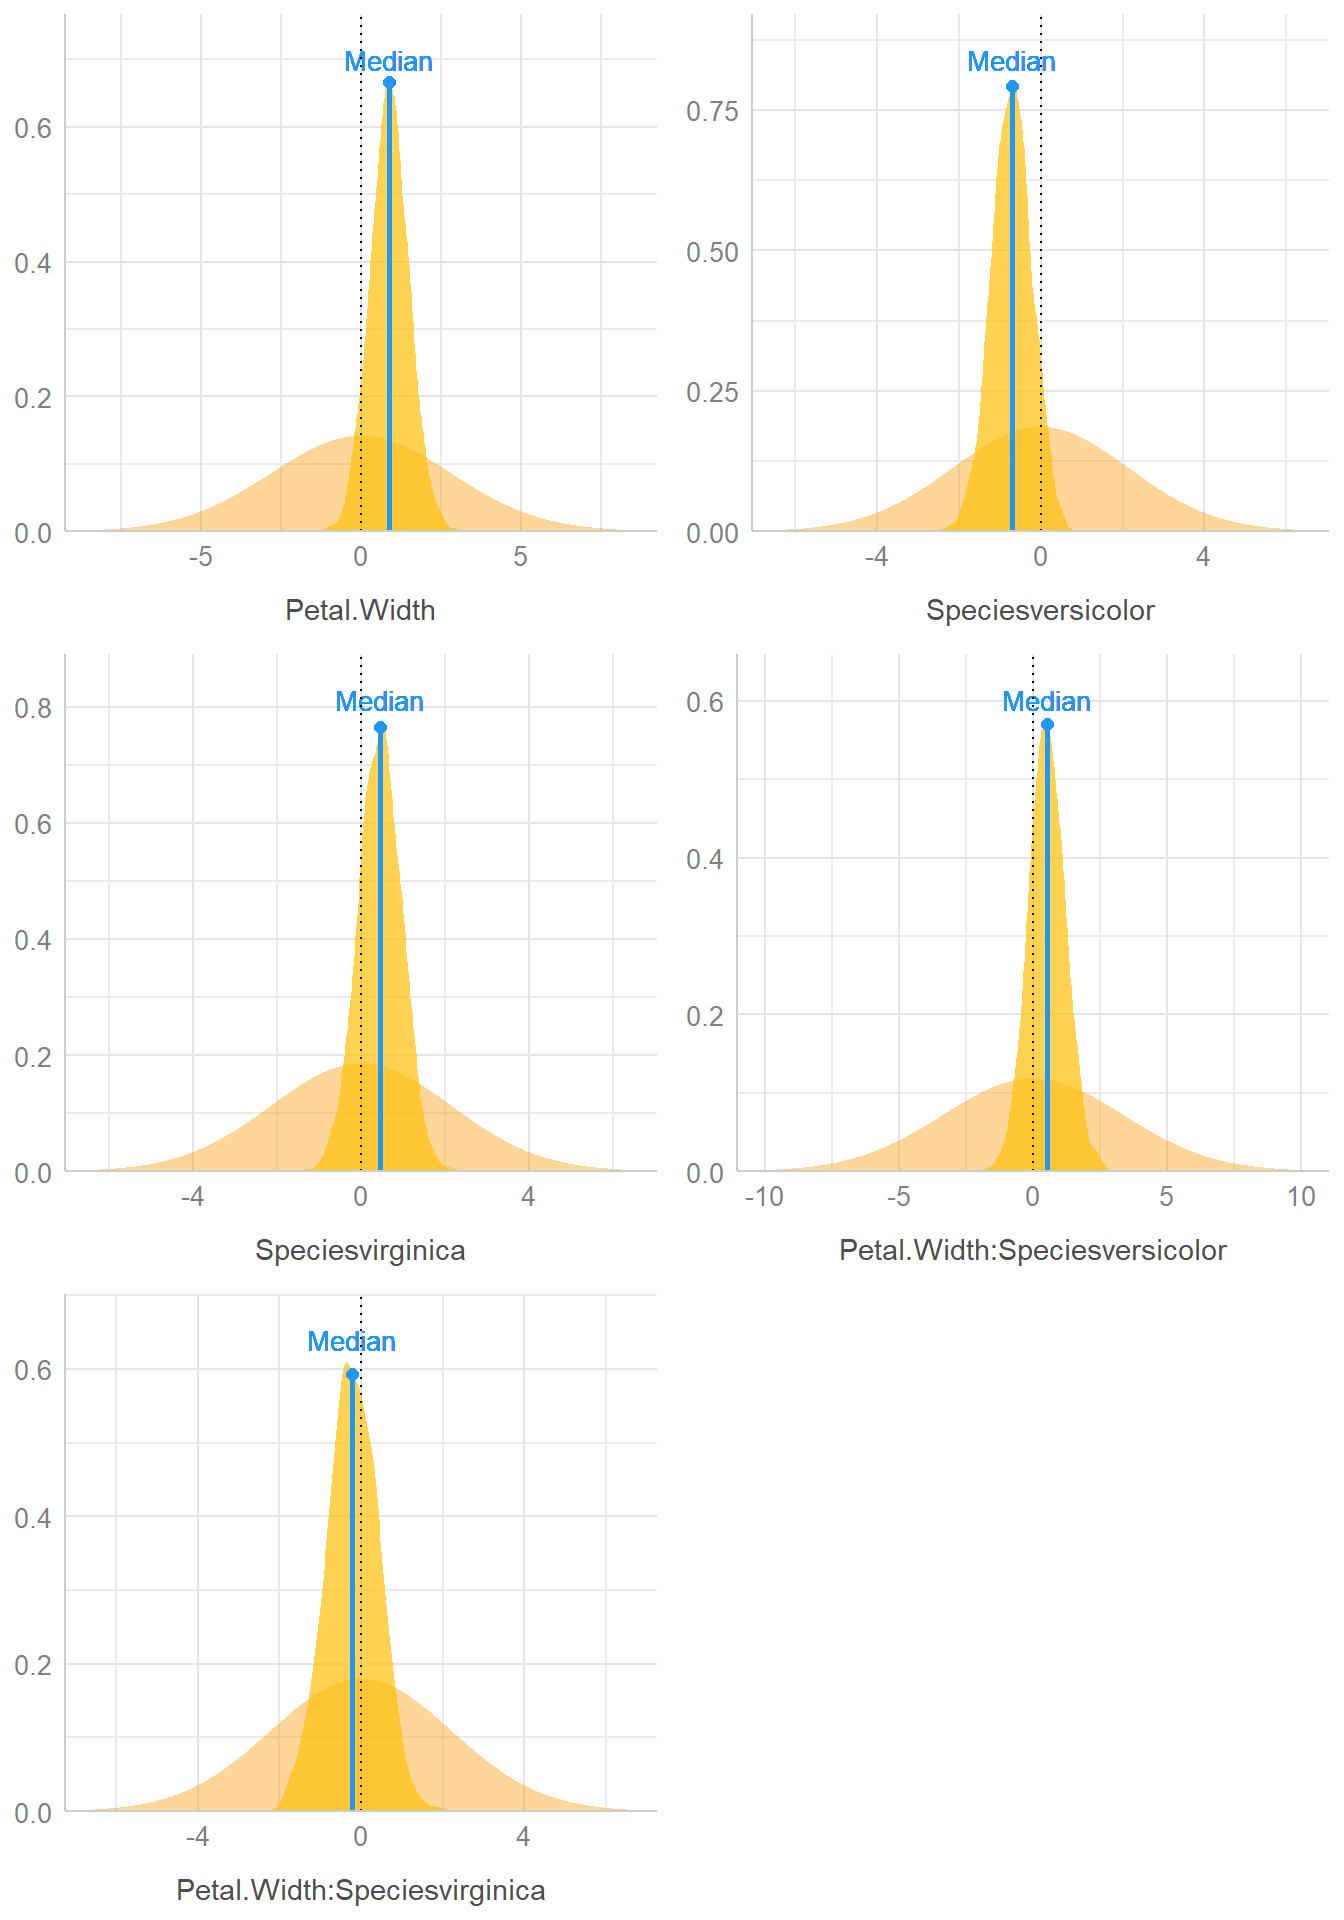 Median
0.6
0.4
0.2
0.0
-5 0 5
Petal.Width
Median
0.75
0.50
0.25
0.00
-4 0 4
Speciesversicolor
Median
0.8
0.6
0.4
0.2
0.0
-4 0 4
Speciesvirginica
Median
0.6
0.4
0.2
0.0
-10 -5 0 5 10
Petal.Width:Speciesversicolor
Median
0.6
0.4
0.2
0.0
-4 0 4
Petal.Width:Speciesvirginica